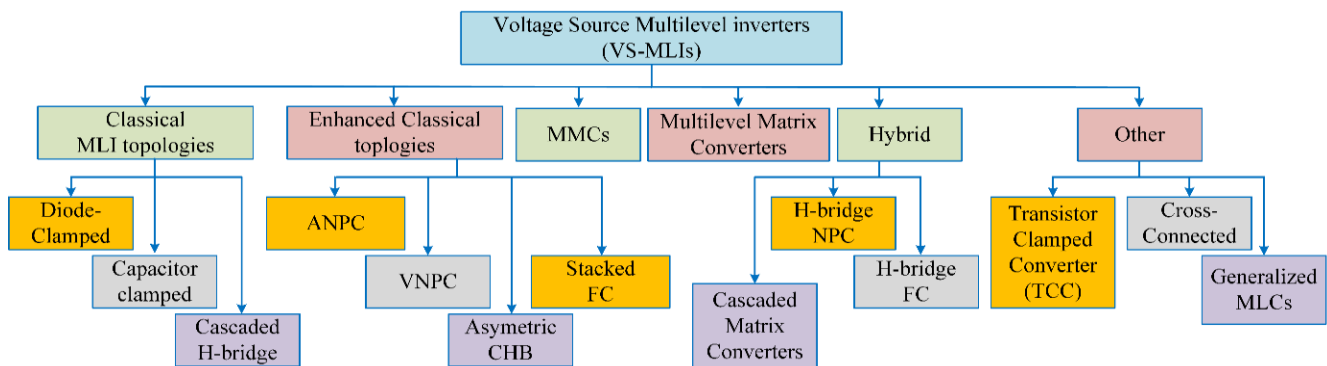 Voltage Source Multilevel inverters
(VS-MLIs)
Classical
MLI topologies
Enhanced Classical
toplogies
MMCs
Multilevel Matrix
Converters
Hybrid
Other
Diode-
Clamped
Capacitor
clamped
Cascaded
H-bridge
ANPC
VNPC
Asymetric
CHB
Stacked
FC
Cascaded
Matrix
Converters
H-bridge
NPC
H-bridge
FC
Transistor
Clamped
Converter
(TCC)
Cross-
Connected
Generalized
MLCs